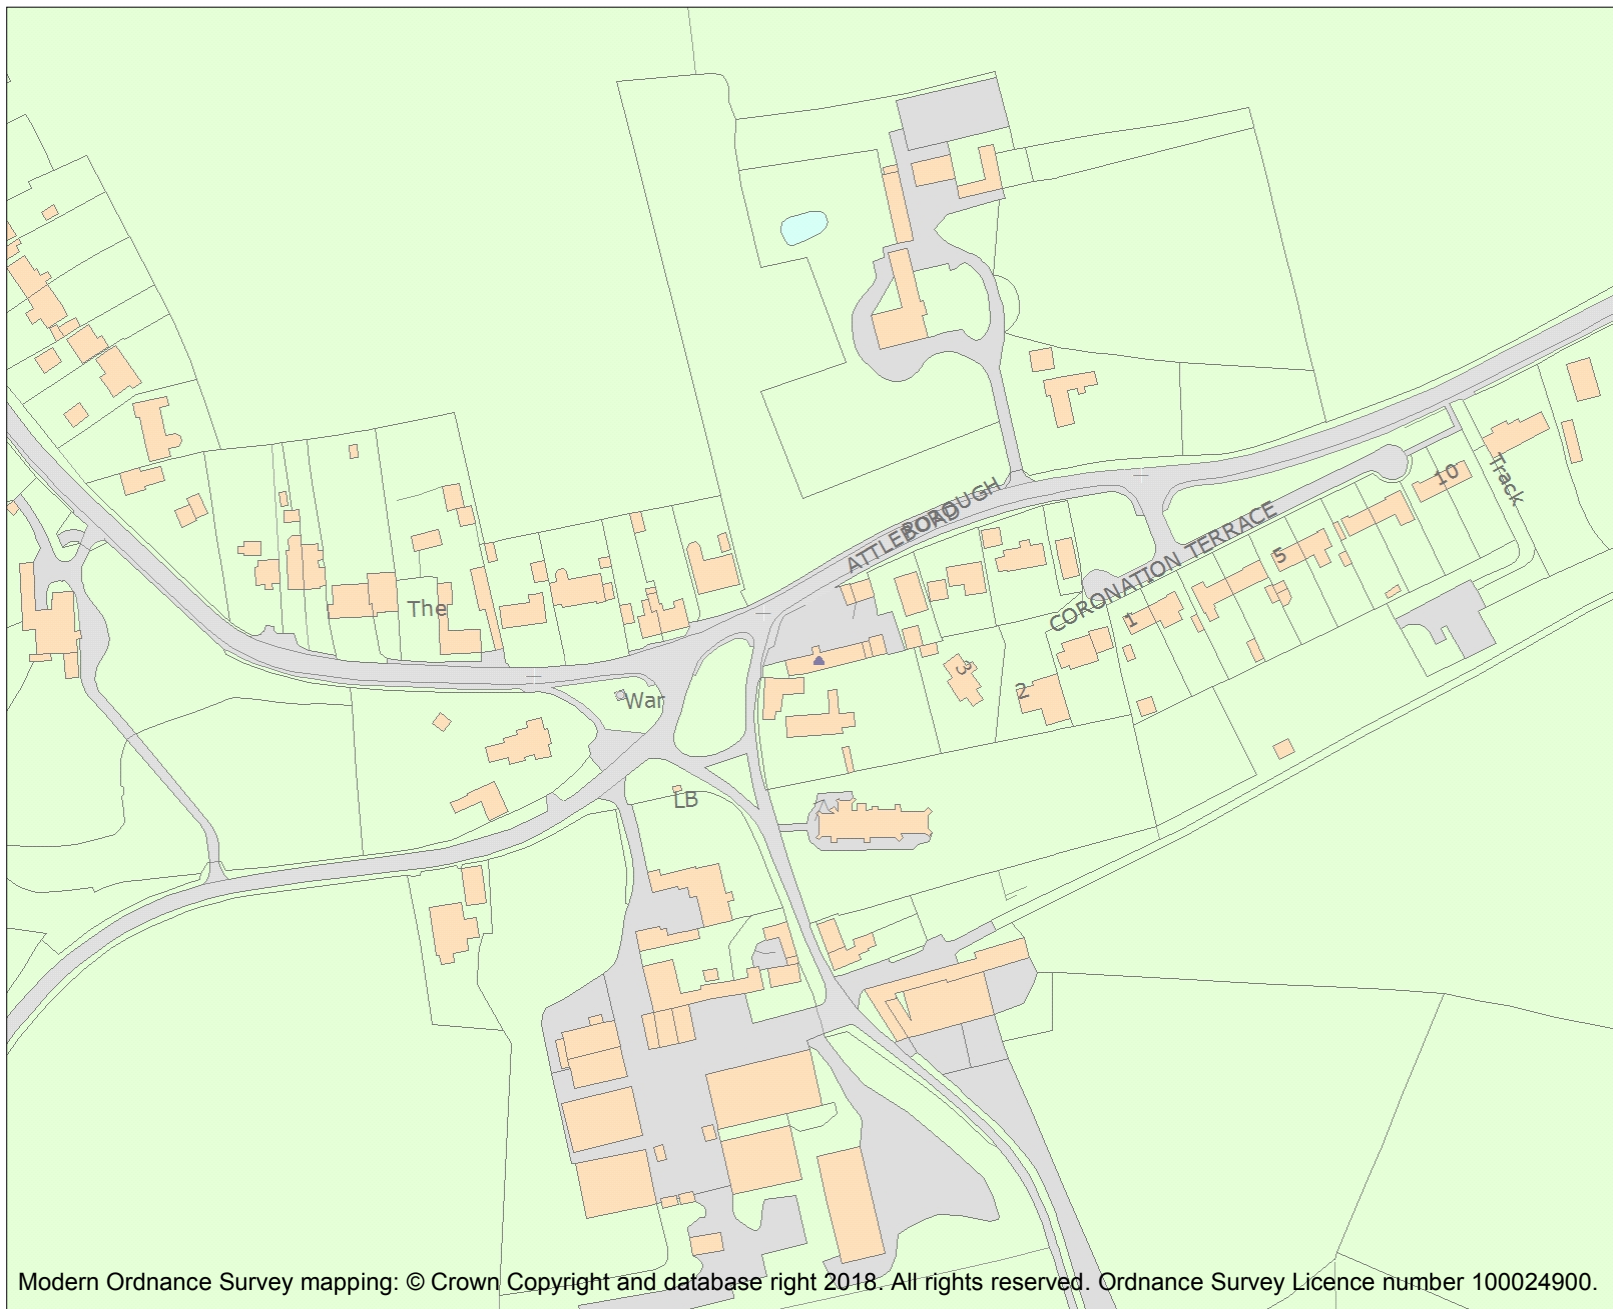 ATTLEBOROUGH
ROAD
Track
10
CORONATION TERRACE
5
1
The
3
2
War
LB
Modern Ordnance Survey mapping: © Crown Copyright and database right 2018. All rights reserved. Ordnance Survey Licence number 100024900.